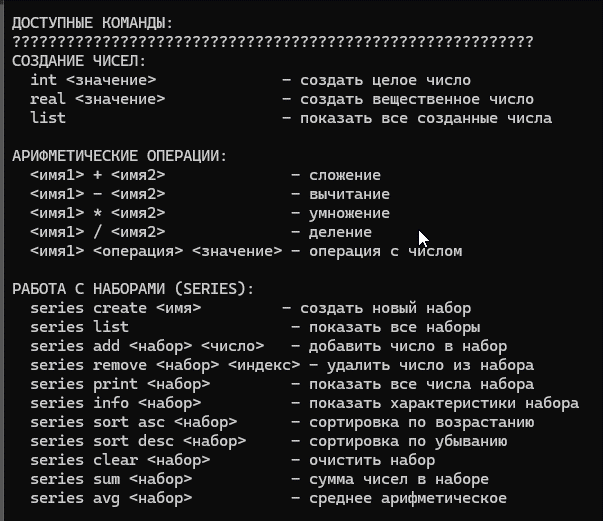 ДОСТУПНЫЕ КОМАНДЫ:
??????????????????????????????????????????????????????????
СОЗДАНИЕ ЧИСЕЛ:
int <значение> - создать целое число
real <значение> - создать вещественное число
list - показать все созданные числа
АРИФМЕТИЧЕСКИЕ ОПЕРАЦИИ:
<имя1> + <имя2> - сложение
<имя1> - <имя2> - вычитание
<имя1> * <имя2> - умножение
<имя1> / <имя2> - деление
<имя1> <операция> <значение> - операция с числом
РАБОТА С НАБОРАМИ (SERIES):
series create <имя> - создать новый набор
series list - показать все наборы
series add <набор> <число> - добавить число в набор
series remove <набор> <индекс> - удалить число из набора
series print <набор> - показать все числа набора
series info <набор> - показать характеристики набора
series sort asc <набор> - сортировка по возрастанию
series sort desc <набор> - сортировка по убыванию
series clear <набор> - очистить набор
series sum <набор> - сумма чисел в наборе
series avg <набор> - среднее арифметическое